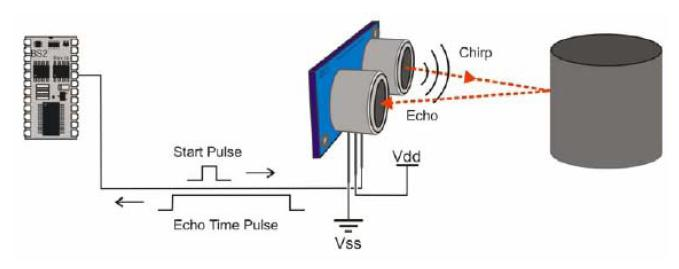 BS2
Chirp
Echo
Start Pulse
Vdd
Echo Time Pulse
Vss